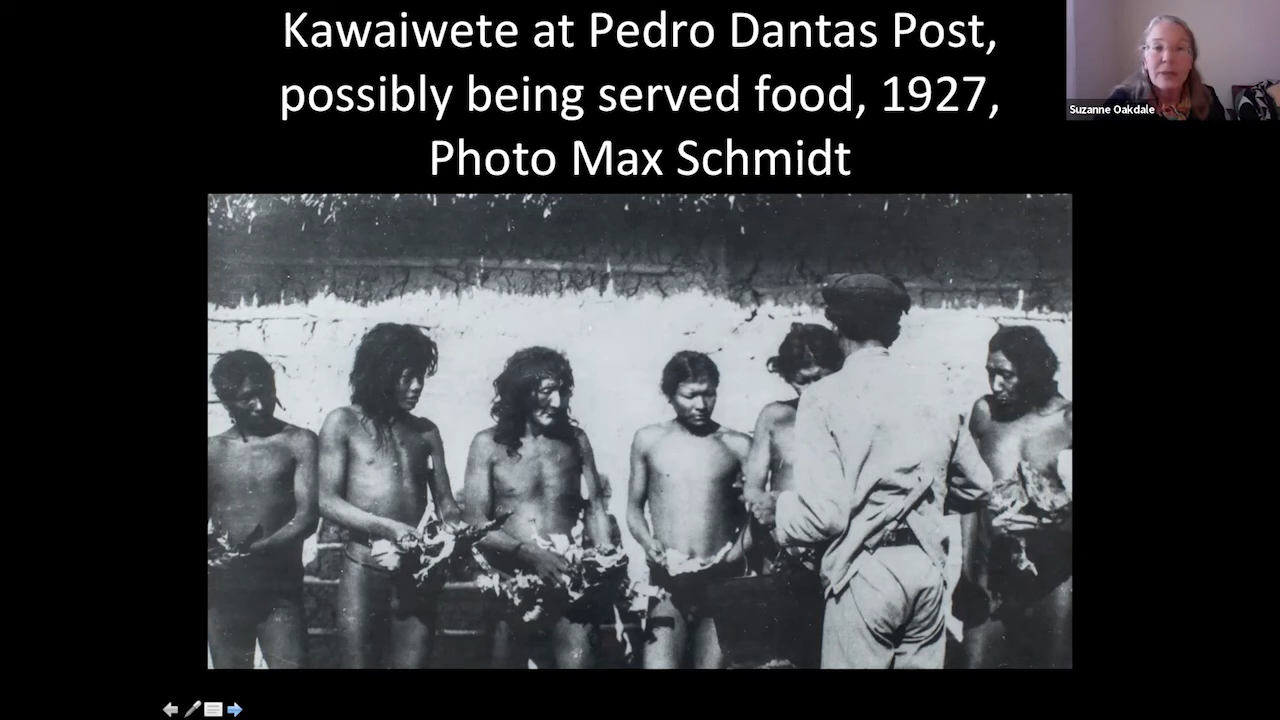 Kawaiwete at Pedro Dantas Post,
possibly being served food, 1927,
Photo Max Schmidt
Suzanne Oakdale